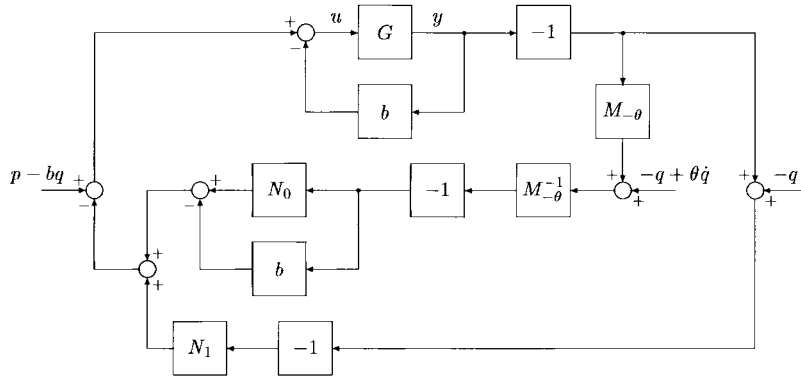 +
−
u
G
y
−1
b
M_{−θ}
p − bq
+
−
+
−
N_0
−1
M_{−θ}^{−1}
+
+
−q + θq̇
+
+
−q
+
+
b
N_1
−1